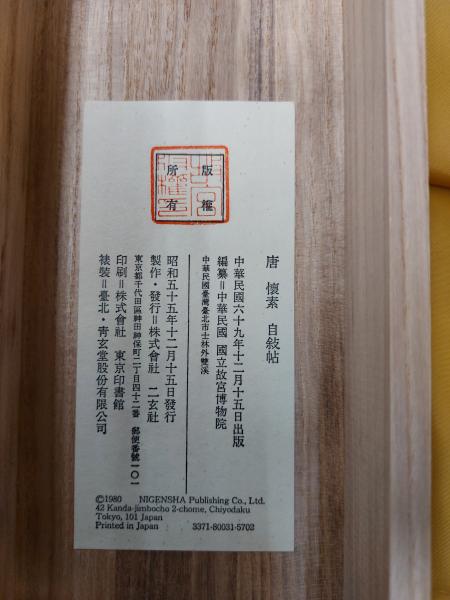 版權
所有
唐 懷素 自敍帖
中華民國六十九年十二月十五日出版
編纂=中華民國 國立故宮博物院
中華民國臺灣臺北市士林外雙溪
昭和五十五年十二月十五日發行
製作・發行=株式會社 二玄社
東京都千代田區神田神保町二丁目四十二番 郵便番號一〇一
印刷=株式會社 東京印書館
裱裝=臺北・青玄堂股份有限公司
©1980 NIGENSHA Publishing Co., Ltd.
42 Kanda-jimbocho 2-chome, Chiyodaku
Tokyo, 101 Japan
Printed in Japan 3371-80031-5702